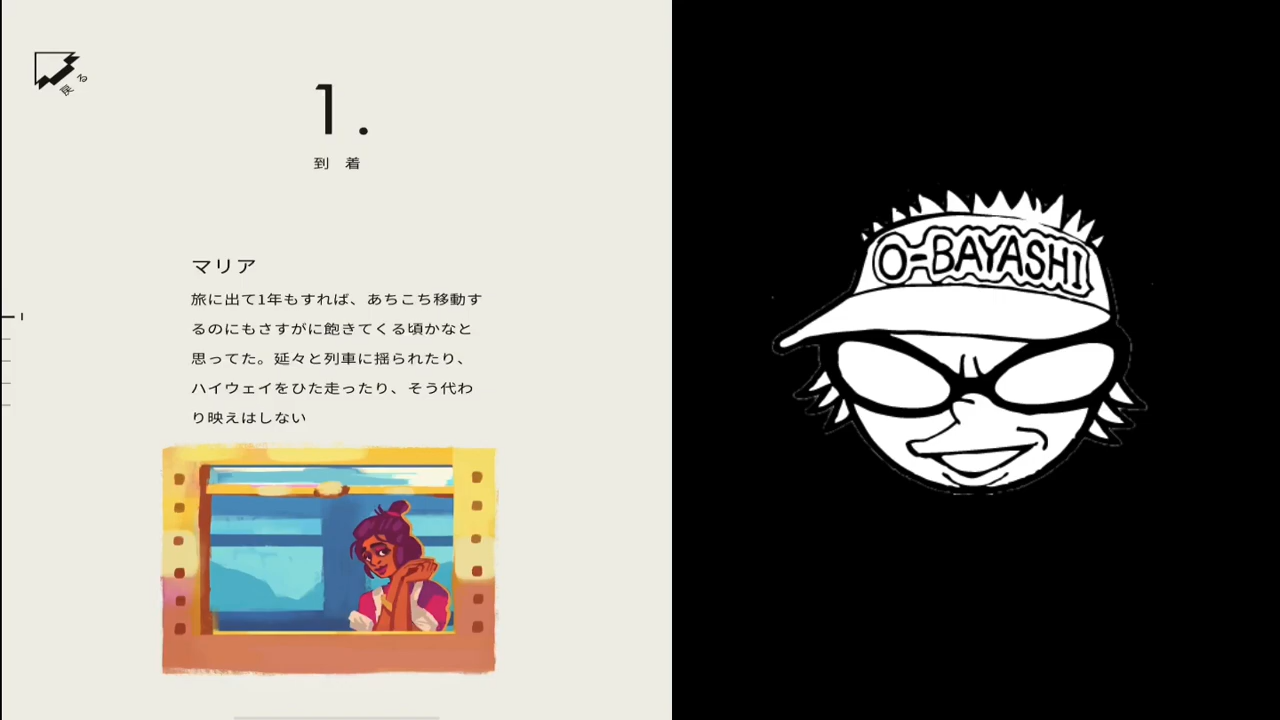 戻る
1.
到着
マリア
旅に出て1年もすれば、あちこち移動す
るのにもさすがに飽きてくる頃かなと
思ってた。延々と列車に揺られたり、
ハイウェイをひた走ったり、そう代わ
り映えはしない
O-BAYASHI